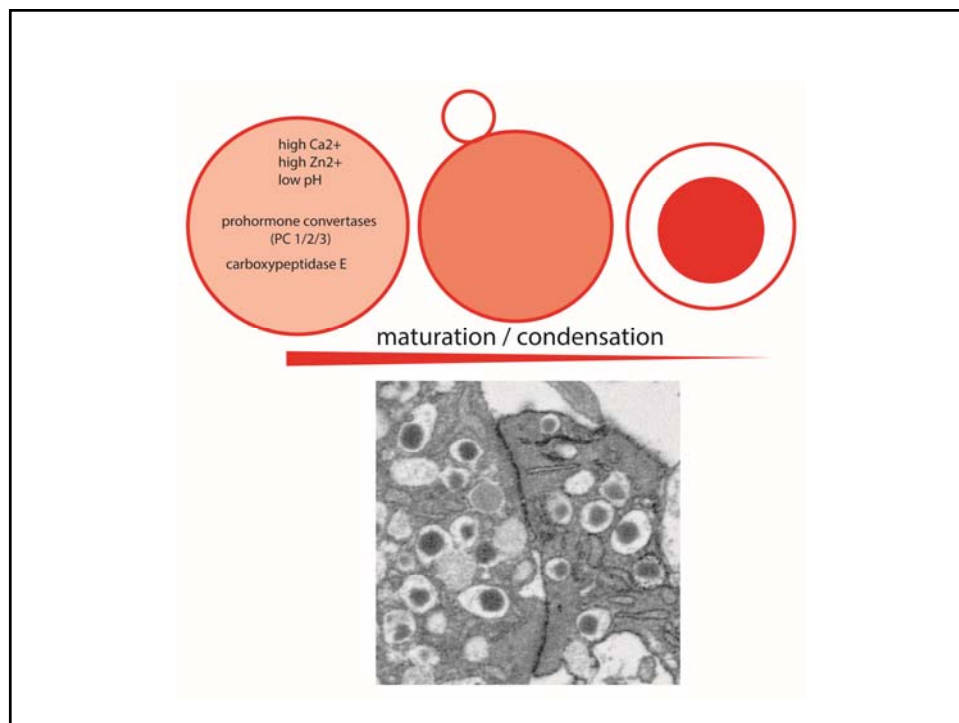 high Ca2+
high Zn2+
low pH
prohormone convertases
(PC 1/2/3)
carboxypeptidase E
maturation / condensation